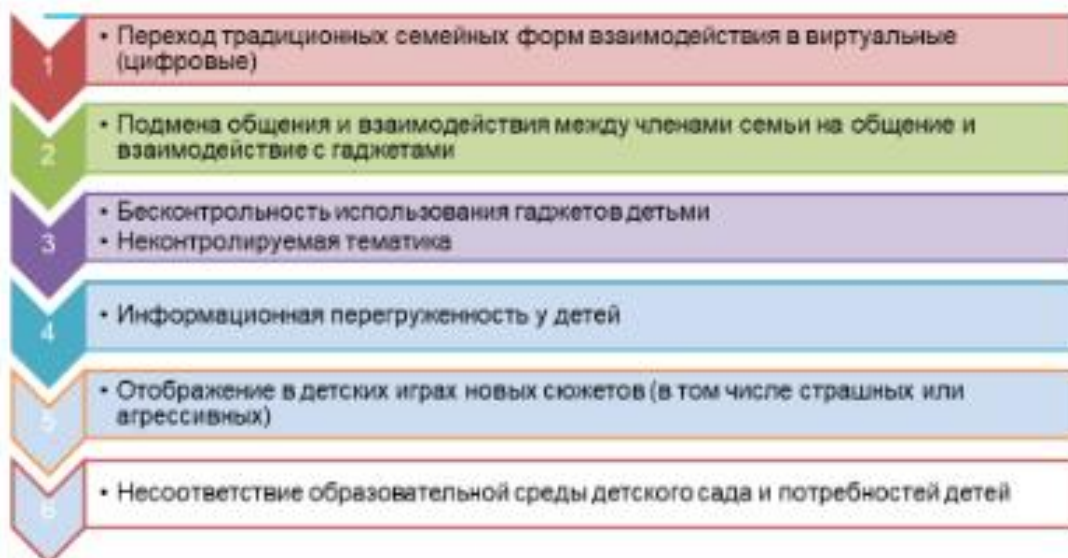 1
• Переход традиционных семейных форм взаимодействия в виртуальные
(цифровые)
2
• Подмена общения и взаимодействия между членами семьи на общение и
взаимодействие с гаджетами
3
• Бесконтрольность использования гаджетов детьми
• Неконтролируемая тематика
4
• Информационная перегруженность у детей
5
• Отображение в детских играх новых сюжетов (в том числе страшных или
агрессивных)
6
• Несоответствие образовательной среды детского сада и потребностей детей